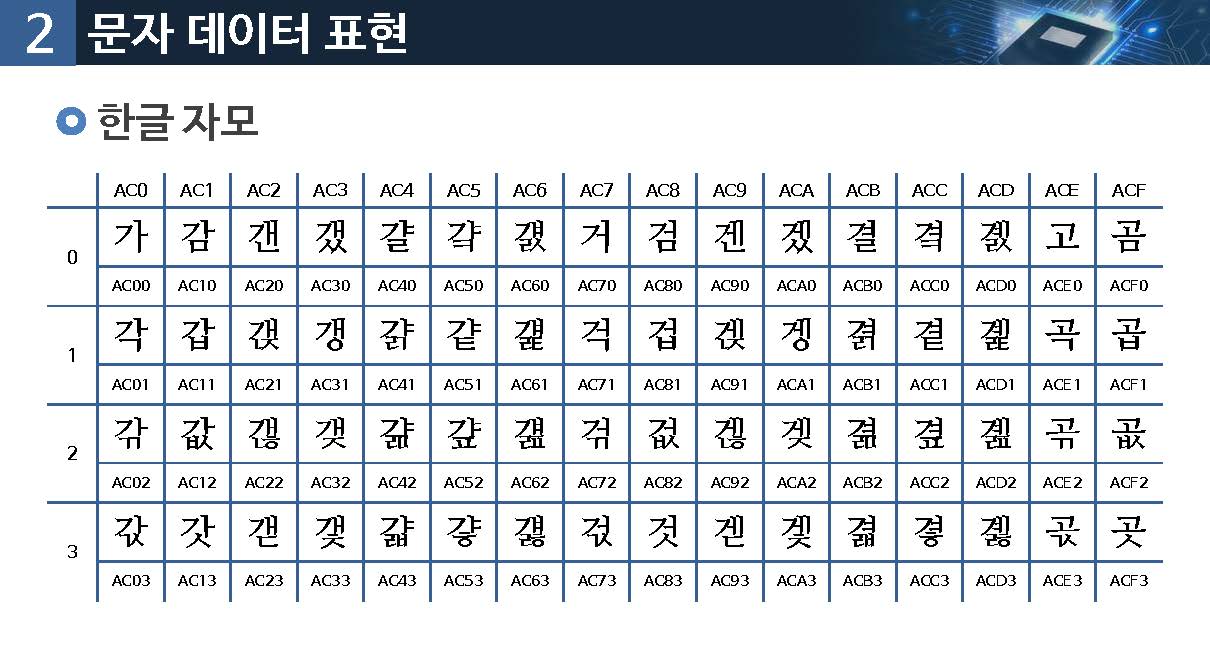 2 문자 데이터 표현
한글 자모
AC0 AC1 AC2 AC3 AC4 AC5 AC6 AC7 AC8 AC9 ACA ACB ACC ACD ACE ACF
0 가 감 갠 갰 걀 걐 걠 거 검 겐 겠 결 곀 곐 고 곰
AC00 AC10 AC20 AC30 AC40 AC50 AC60 AC70 AC80 AC90 ACA0 ACB0 ACC0 ACD0 ACE0 ACF0
1 각 갑 갡 갱 걁 걑 걡 걱 겁 겑 겡 겱 곁 곑 곡 곱
AC01 AC11 AC21 AC31 AC41 AC51 AC61 AC71 AC81 AC91 ACA1 ACB1 ACC1 ACD1 ACE1 ACF1
2 갂 값 갢 갲 걂 걒 걢 걲 겂 겒 겢 겲 곂 곒 곢 곲
AC02 AC12 AC22 AC32 AC42 AC52 AC62 AC72 AC82 AC92 ACA2 ACB2 ACC2 ACD2 ACE2 ACF2
3 갃 갓 갣 갳 걃 걓 걣 걳 것 겓 겣 겳 곃 곓 곣 곳
AC03 AC13 AC23 AC33 AC43 AC53 AC63 AC73 AC83 AC93 ACA3 ACB3 ACC3 ACD3 ACE3 ACF3